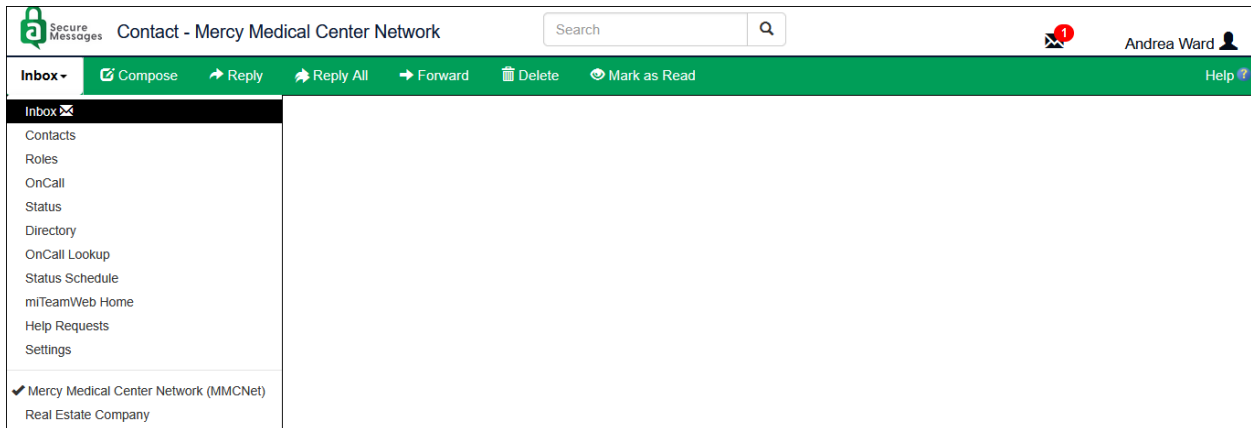 Secure Messages Contact - Mercy Medical Center Network Search 1 Andrea Ward
Inbox Compose Reply Reply All Forward Delete Mark as Read Help ?
Inbox
Contacts
Roles
OnCall
Status
Directory
OnCall Lookup
Status Schedule
miTeamWeb Home
Help Requests
Settings
Mercy Medical Center Network (MMCNet)
Real Estate Company